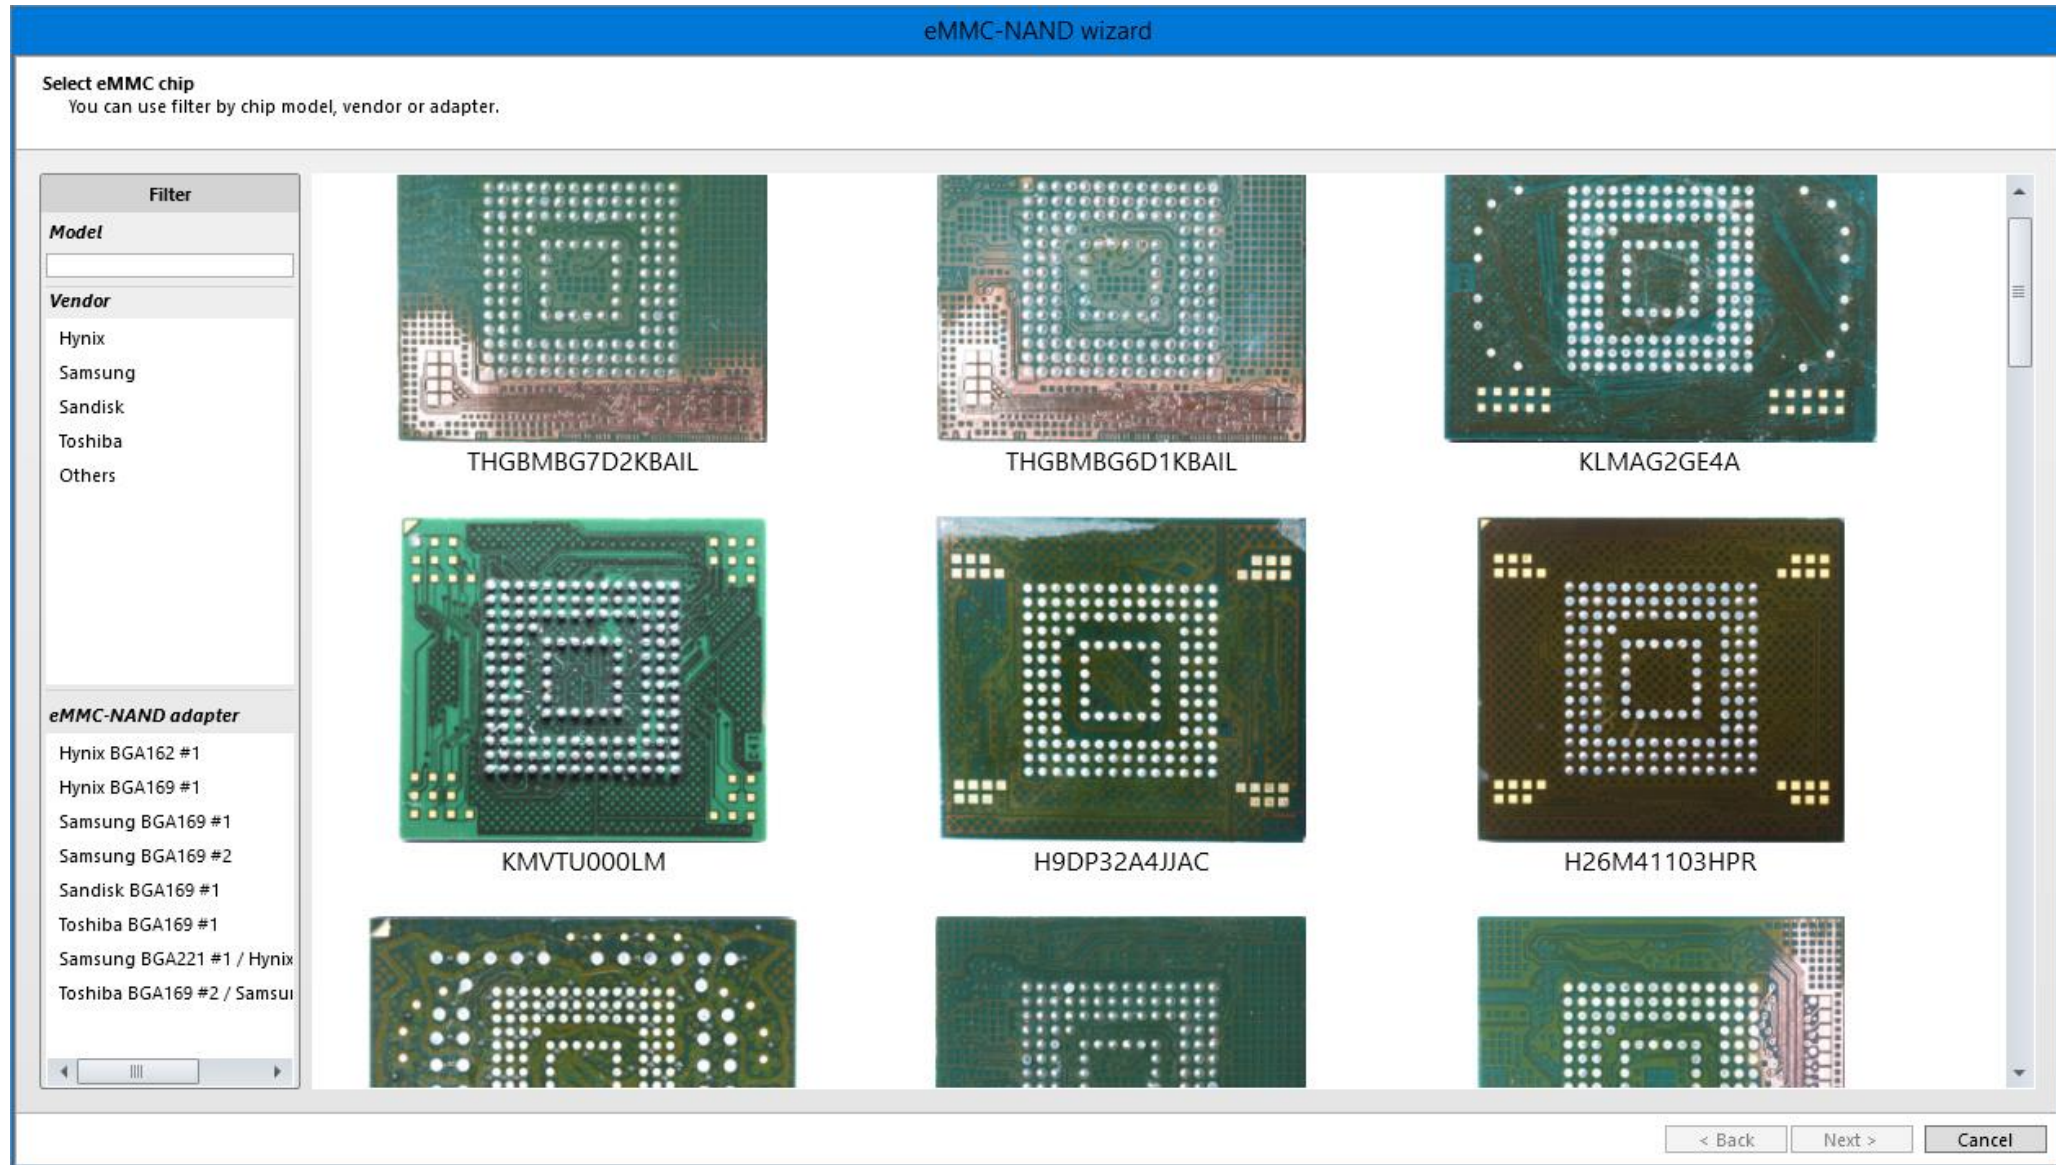 eMMC-NAND wizard
Select eMMC chip
You can use filter by chip model, vendor or adapter.
Filter
Model
Vendor
Hynix
Samsung
Sandisk
Toshiba
Others
eMMC-NAND adapter
Hynix BGA162 #1
Hynix BGA169 #1
Samsung BGA169 #1
Samsung BGA169 #2
Sandisk BGA169 #1
Toshiba BGA169 #1
Samsung BGA221 #1 / Hynix
Toshiba BGA169 #2 / Samsu
THGBMBG7D2KBAIL
THGBMBG6D1KBAIL
KLMAG2GE4A
KMVTU000LM
H9DP32A4JJAC
H26M41103HPR
< Back
Next >
Cancel